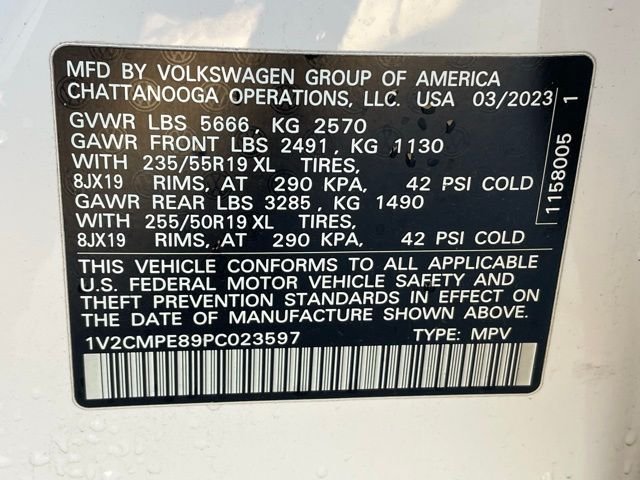 MFD BY VOLKSWAGEN GROUP OF AMERICA
CHATTANOOGA OPERATIONS, LLC. USA 03/2023
GVWR LBS 5666, KG 2570
GAWR FRONT LBS 2491, KG 1130
WITH 235/55R19 XL TIRES,
8JX19 RIMS, AT 290 KPA, 42 PSI COLD
GAWR REAR LBS 3285, KG 1490
WITH 255/50R19 XL TIRES,
8JX19 RIMS, AT 290 KPA, 42 PSI COLD
THIS VEHICLE CONFORMS TO ALL APPLICABLE
U.S. FEDERAL MOTOR VEHICLE SAFETY AND
THEFT PREVENTION STANDARDS IN EFFECT ON
THE DATE OF MANUFACTURE SHOWN ABOVE.
1V2CMPE89PC023597 TYPE: MPV
1158005 1